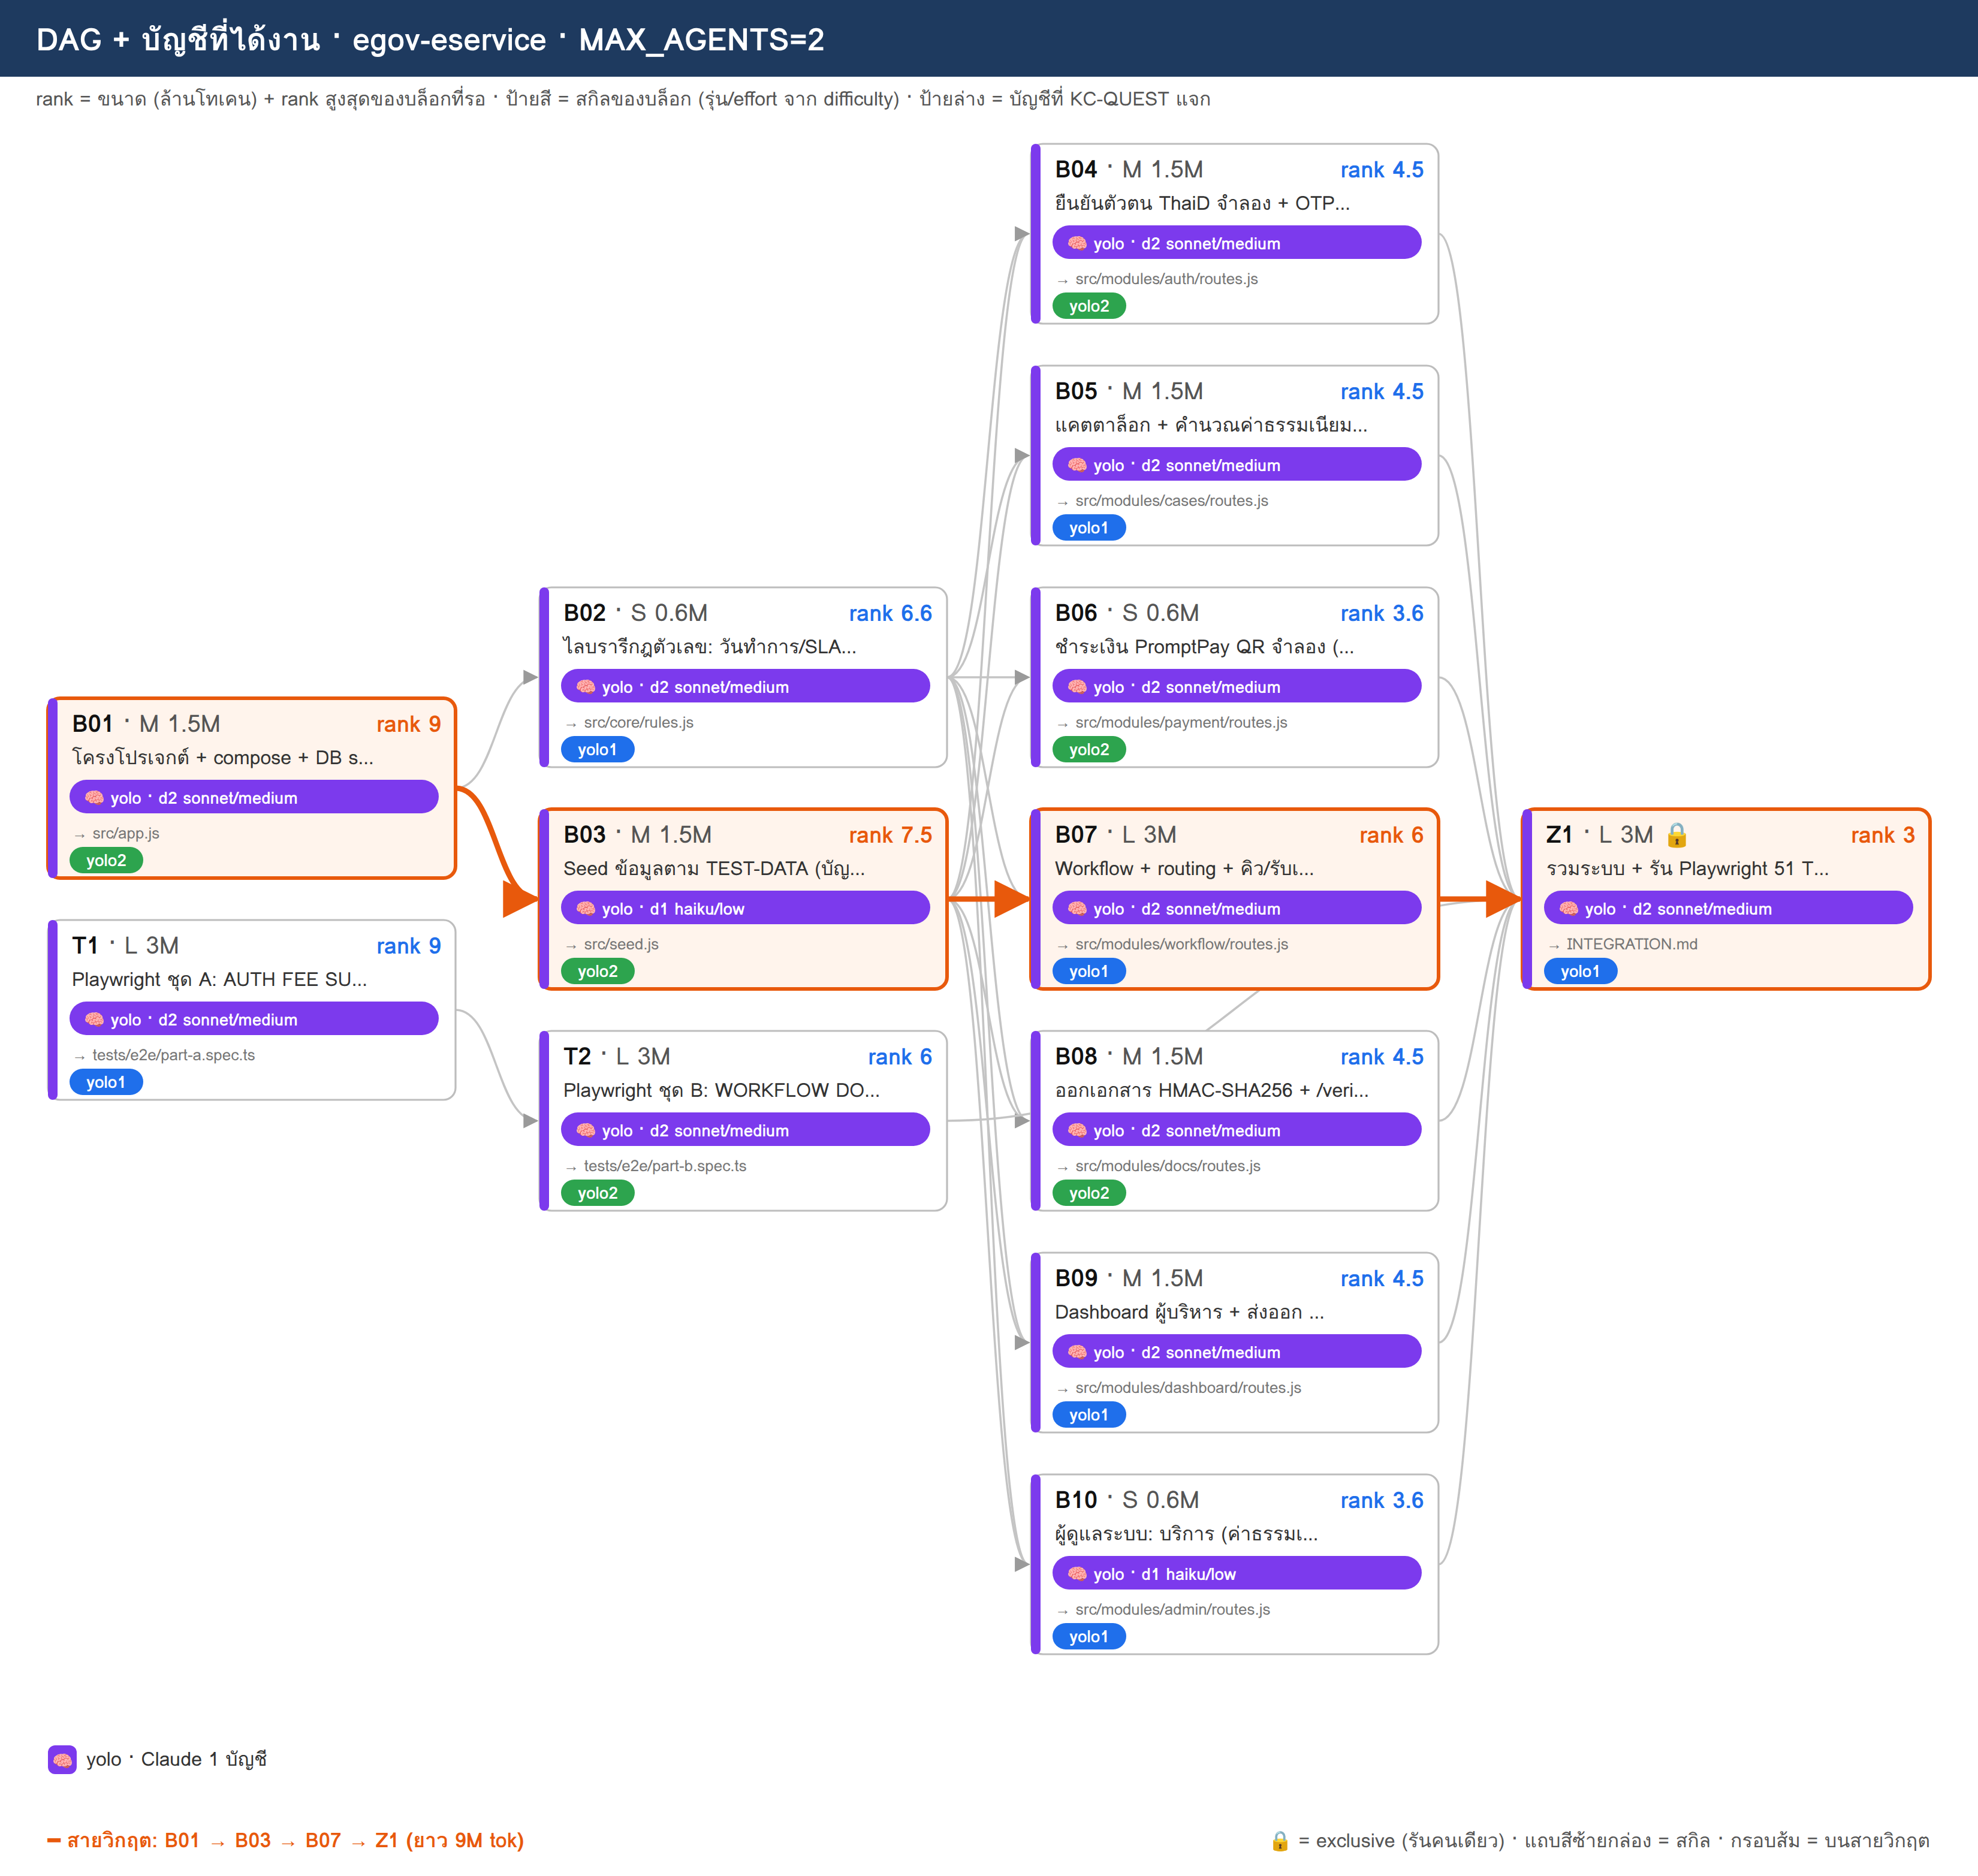 DAG + บัญชีที่ได้งาน · egov-eservice · MAX_AGENTS=2
rank = ขนาด (ล้านโทเคน) + rank สูงสุดของบล็อกที่รอ · ป้ายสี = สกิลของบล็อก (รุ่น/effort จาก difficulty) · ป้ายล่าง = บัญชีที่ KC-QUEST แจก
B01 · M 1.5M rank 9
โครงโปรเจกต์ + compose + DB s...
🧠 yolo · d2 sonnet/medium
→ src/app.js
yolo2
T1 · L 3M rank 9
Playwright ชุด A: AUTH FEE SU...
🧠 yolo · d2 sonnet/medium
→ tests/e2e/part-a.spec.ts
yolo1
B02 · S 0.6M rank 6.6
ไลบรารีกฎตัวเลข: วันทำการ/SLA...
🧠 yolo · d2 sonnet/medium
→ src/core/rules.js
yolo1
B03 · M 1.5M rank 7.5
Seed ข้อมูลตาม TEST-DATA (บัญ...
🧠 yolo · d1 haiku/low
→ src/seed.js
yolo2
T2 · L 3M rank 6
Playwright ชุด B: WORKFLOW DO...
🧠 yolo · d2 sonnet/medium
→ tests/e2e/part-b.spec.ts
yolo2
B04 · M 1.5M rank 4.5
ยืนยันตัวตน ThaiD จำลอง + OTP...
🧠 yolo · d2 sonnet/medium
→ src/modules/auth/routes.js
yolo2
B05 · M 1.5M rank 4.5
แคตตาล็อก + คำนวณค่าธรรมเนียม...
🧠 yolo · d2 sonnet/medium
→ src/modules/cases/routes.js
yolo1
B06 · S 0.6M rank 3.6
ชำระเงิน PromptPay QR จำลอง (...
🧠 yolo · d2 sonnet/medium
→ src/modules/payment/routes.js
yolo2
B07 · L 3M rank 6
Workflow + routing + คิว/รับเ...
🧠 yolo · d2 sonnet/medium
→ src/modules/workflow/routes.js
yolo1
B08 · M 1.5M rank 4.5
ออกเอกสาร HMAC-SHA256 + /veri...
🧠 yolo · d2 sonnet/medium
→ src/modules/docs/routes.js
yolo2
B09 · M 1.5M rank 4.5
Dashboard ผู้บริหาร + ส่งออก ...
🧠 yolo · d2 sonnet/medium
→ src/modules/dashboard/routes.js
yolo1
B10 · S 0.6M rank 3.6
ผู้ดูแลระบบ: บริการ (ค่าธรรมเ...
🧠 yolo · d1 haiku/low
→ src/modules/admin/routes.js
yolo1
Z1 · L 3M 🔒 rank 3
รวมระบบ + รัน Playwright 51 T...
🧠 yolo · d2 sonnet/medium
→ INTEGRATION.md
yolo1
🧠 yolo · Claude 1 บัญชี
━ สายวิกฤต: B01 → B03 → B07 → Z1 (ยาว 9M tok)
🔒 = exclusive (รันคนเดียว) · แถบสีซ้ายกล่อง = สกิล · กรอบส้ม = บนสายวิกฤต